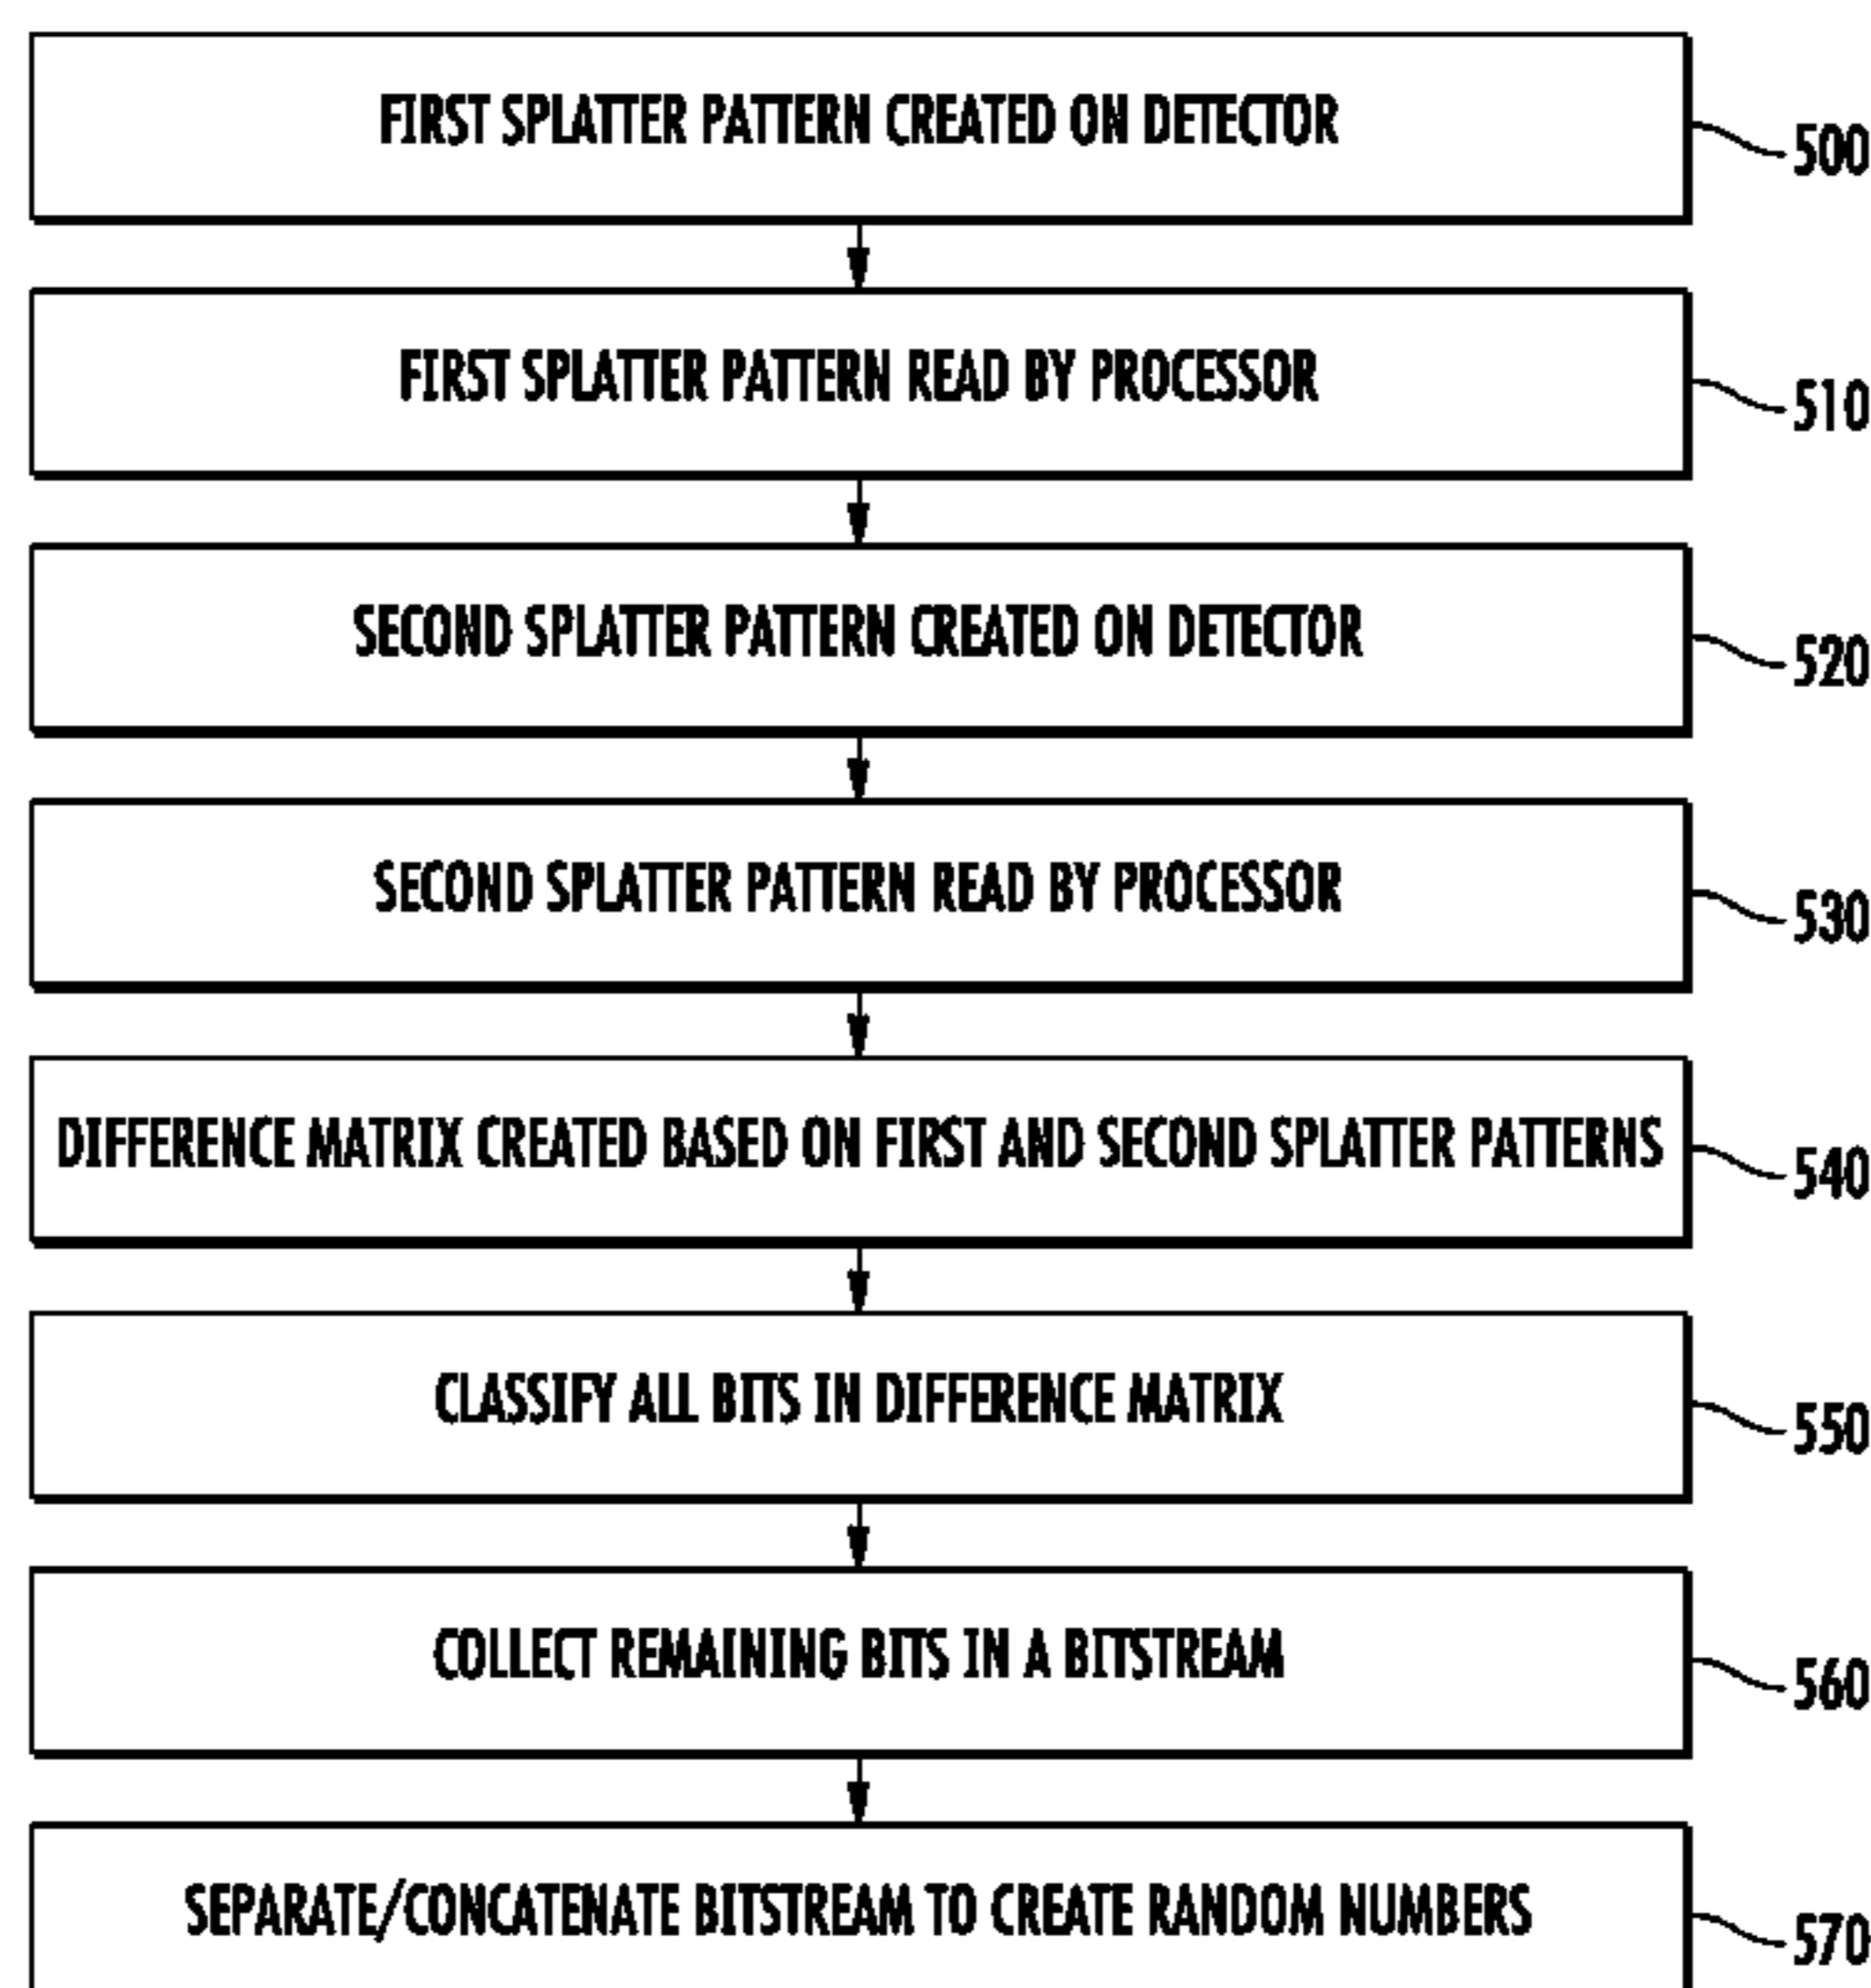 FIRST SPLATTER PATTERN CREATED ON DETECTOR
500
FIRST SPLATTER PATTERN READ BY PROCESSOR
510
SECOND SPLATTER PATTERN CREATED ON DETECTOR
520
SECOND SPLATTER PATTERN READ BY PROCESSOR
530
DIFFERENCE MATRIX CREATED BASED ON FIRST AND SECOND SPLATTER PATTERNS
540
CLASSIFY ALL BITS IN DIFFERENCE MATRIX
550
COLLECT REMAINING BITS IN A BITSTREAM
560
SEPARATE/CONCATENATE BITSTREAM TO CREATE RANDOM NUMBERS
570